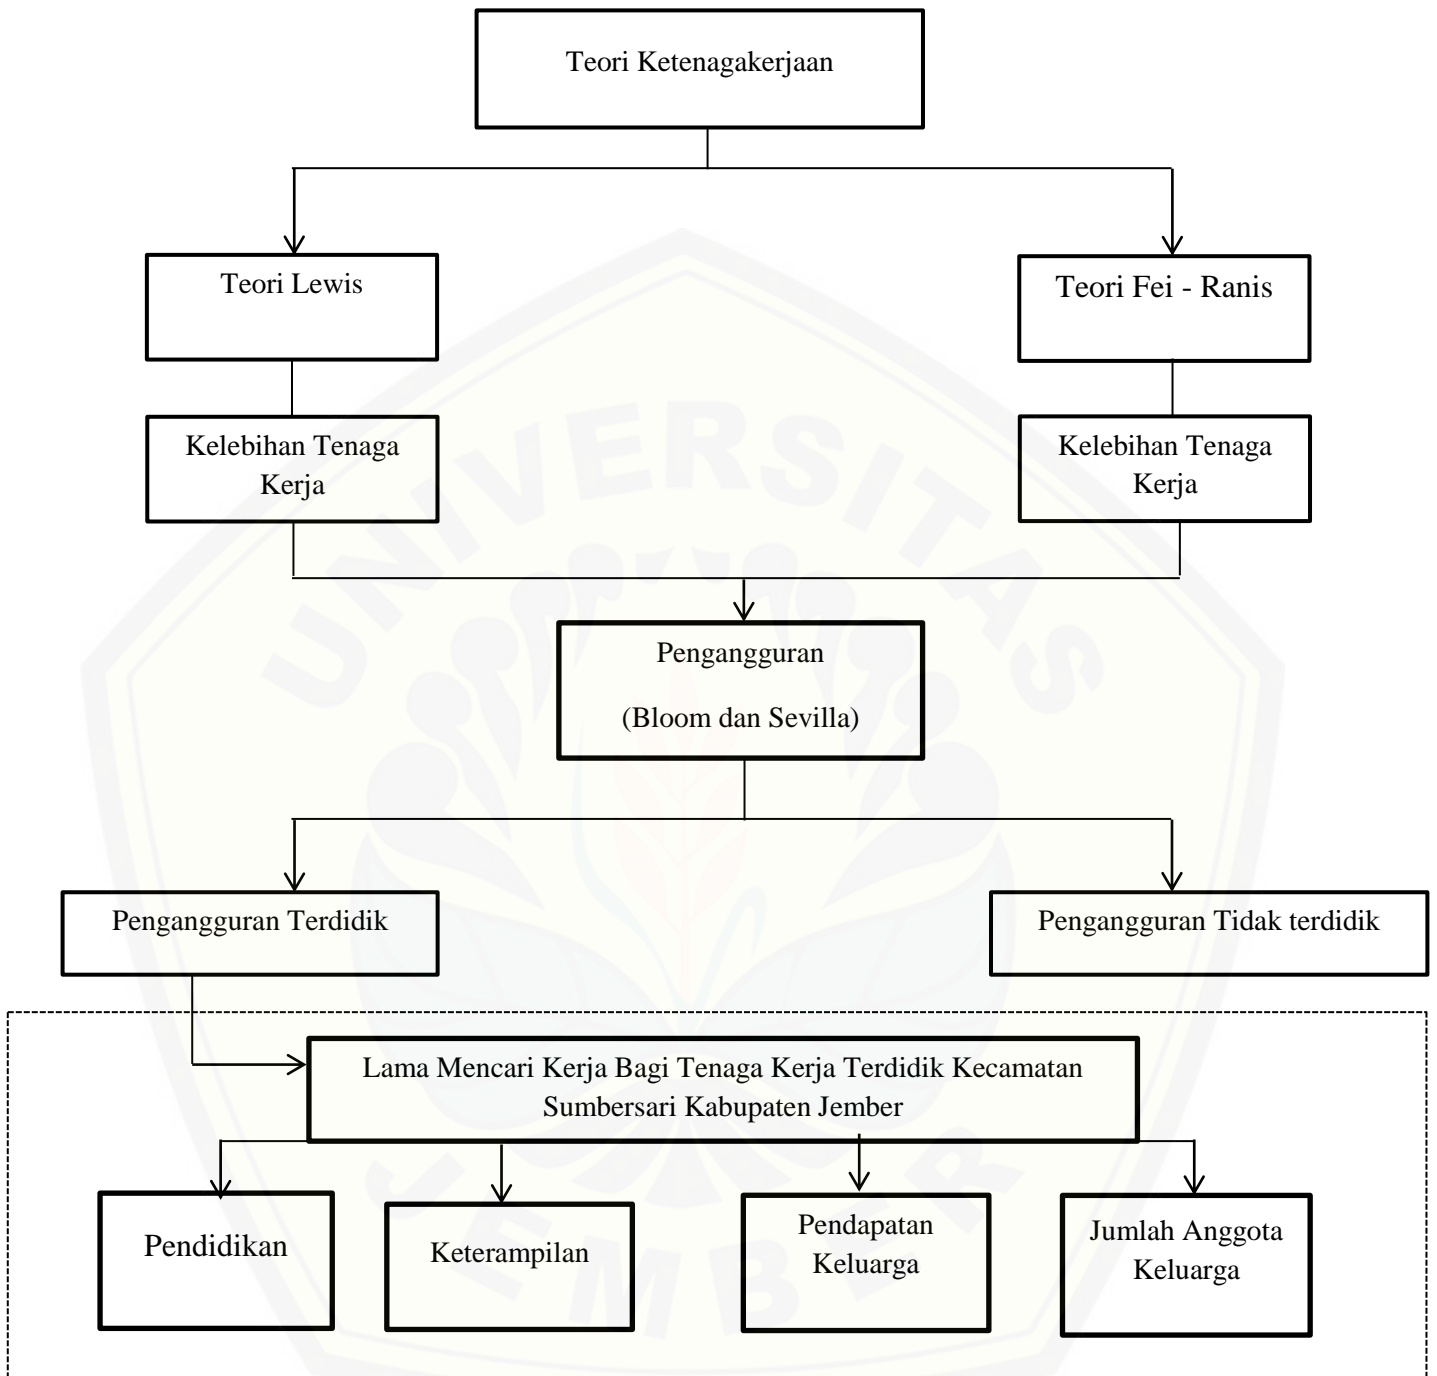 Teori Ketenagakerjaan
Teori Lewis
Teori Fei - Ranis
Kelebihan Tenaga
Kerja
Kelebihan Tenaga
Kerja
Pengangguran
(Bloom dan Sevilla)
Pengangguran Terdidik
Pengangguran Tidak terdidik
Lama Mencari Kerja Bagi Tenaga Kerja Terdidik Kecamatan
Sumbersari Kabupaten Jember
Pendidikan
Keterampilan
Pendapatan
Keluarga
Jumlah Anggota
Keluarga
UNIVERSITAS
JEMBER